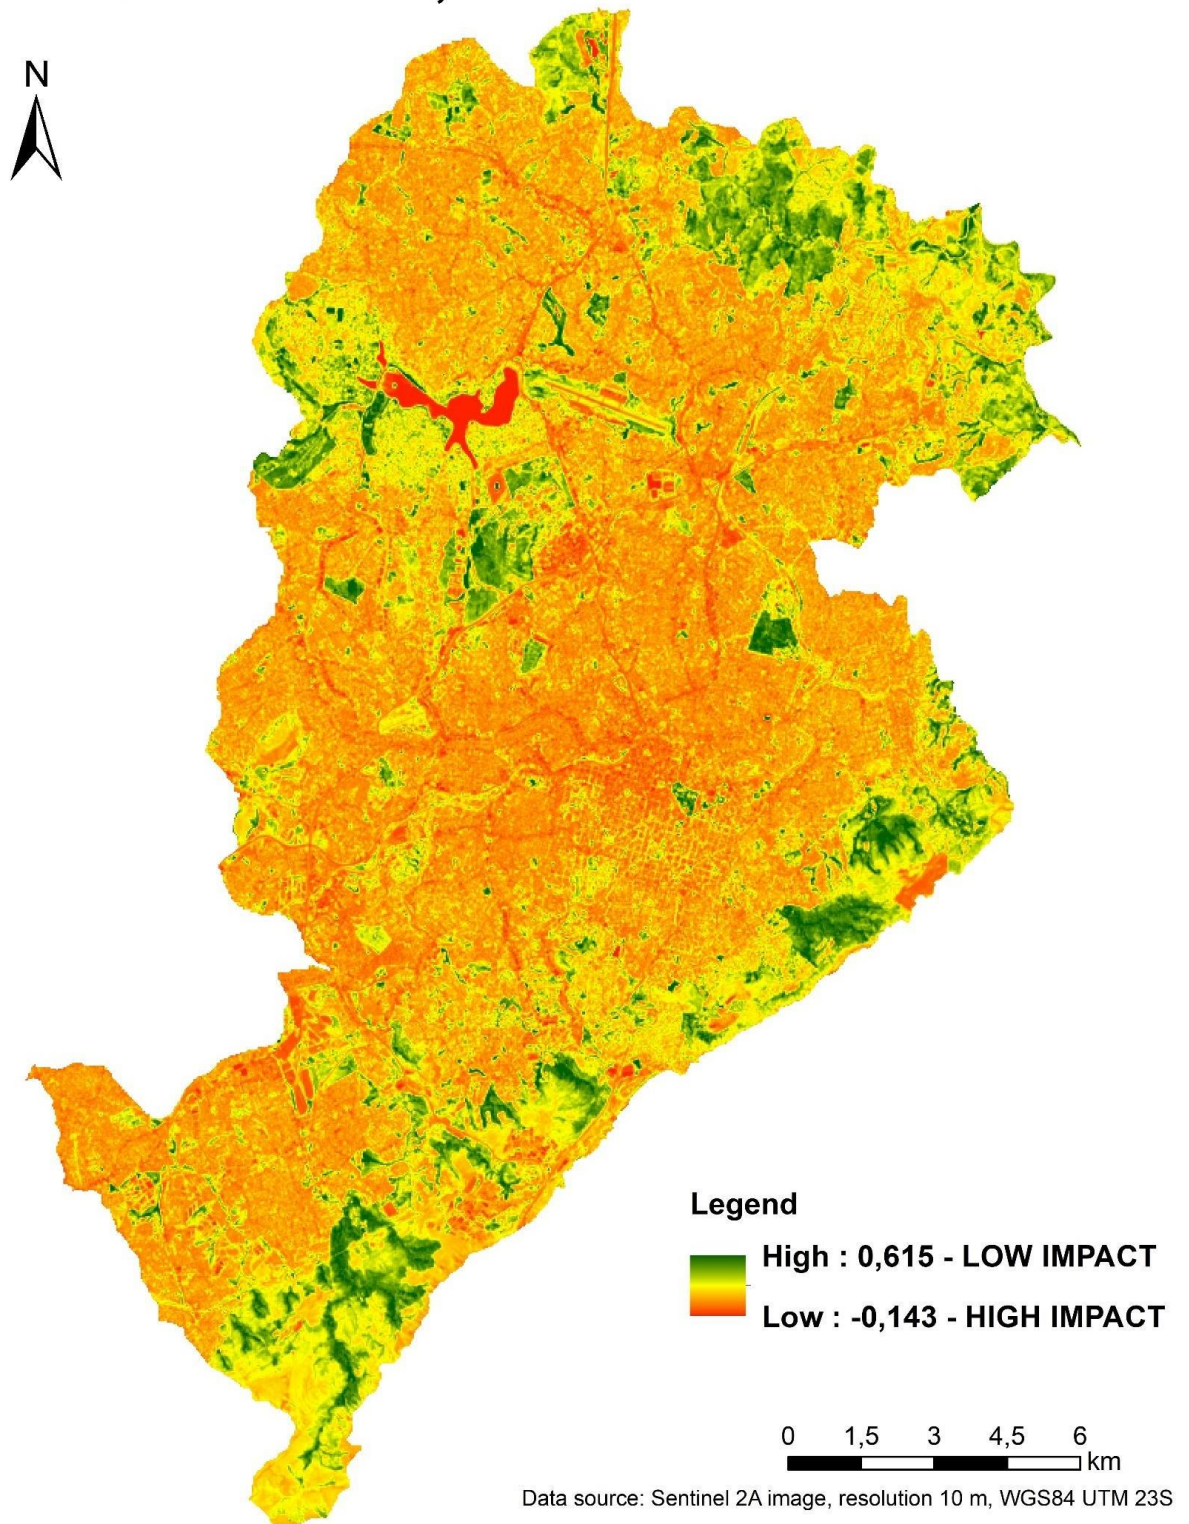 N
Legend
High : 0,615 - LOW IMPACT
Low : -0,143 - HIGH IMPACT
0 1,5 3 4,5 6
km
Data source: Sentinel 2A image, resolution 10 m, WGS84 UTM 23S